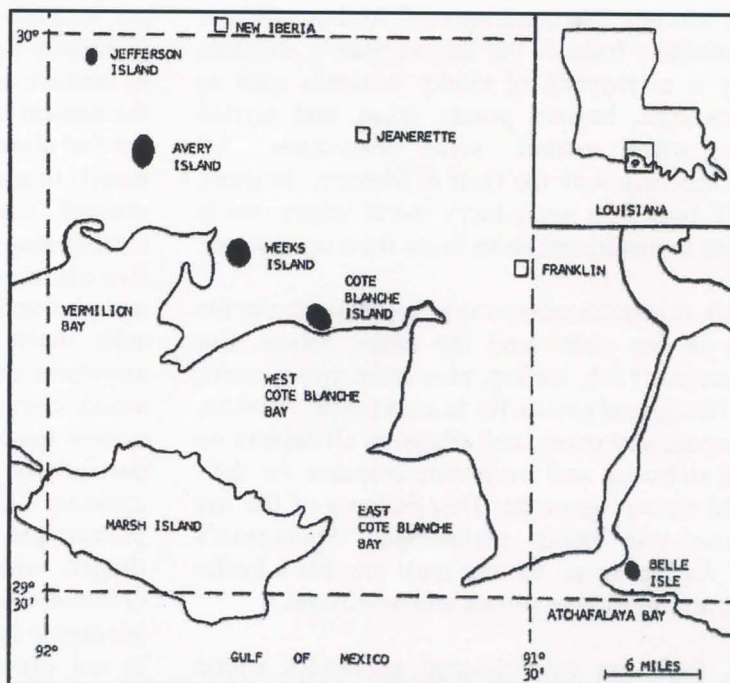 30°
NEW IBERIA
JEFFERSON
ISLAND
AVERY
ISLAND
JEANERETTE
LOUISIANA
WEEKS
ISLAND
FRANKLIN
COTE
BLANCHE
ISLAND
VERMILION
BAY
WEST COTE BLANCHE
BAY
MARSH ISLAND
EAST
COTE BLANCHE
BAY
BELLE
ISLE
29°
30'
ATCHAFALAYA BAY
92°
GULF OF MEXICO
91°
30'
6 MILES